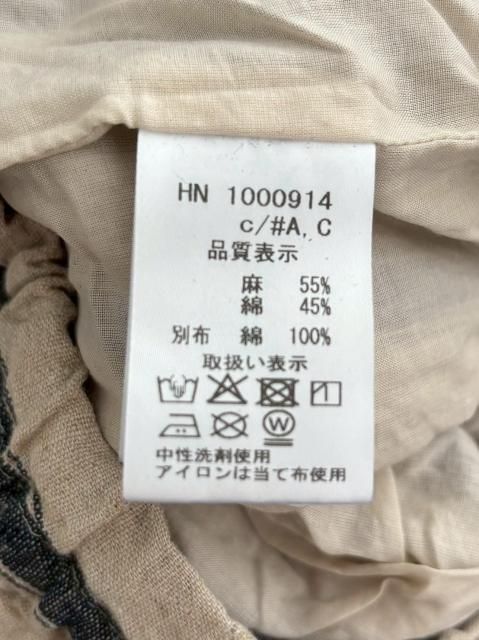 HN 1000914
c/#A, C
品質表示
麻 55%
綿 45%
別布 綿 100%
取扱い表示
W
中性洗剤使用
アイロンは当て布使用